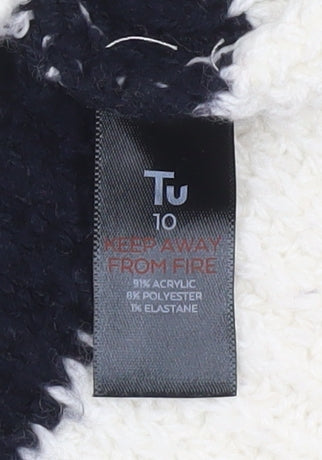 Tu
10
KEEP AWAY
FROM FIRE
91% ACRYLIC
8% POLYESTER
1% ELASTANE